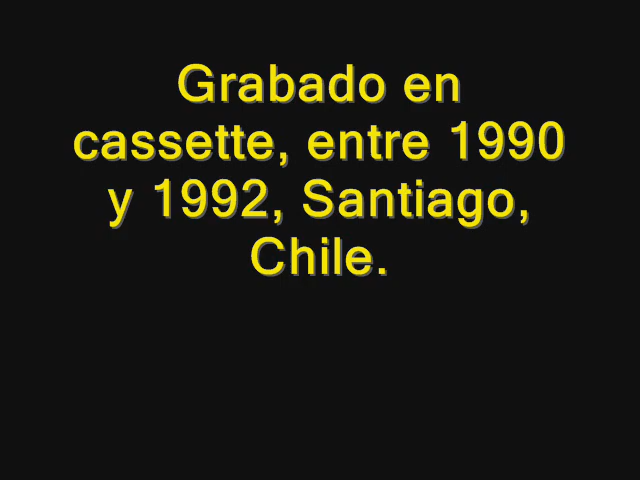 Grabado en
cassette, entre 1990
y 1992, Santiago,
Chile.